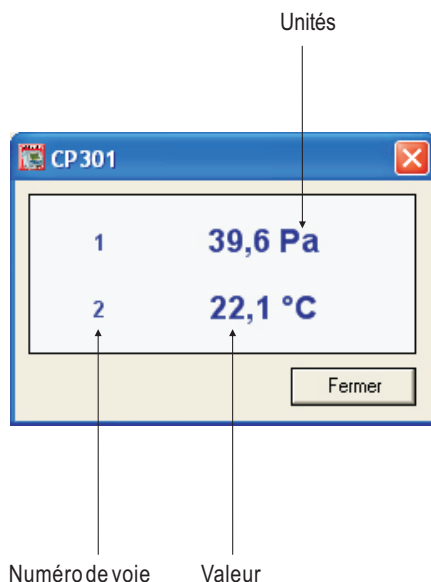 Unités
CP301
1 39,6 Pa
2 22,1 °C
Fermer
Numéro de voie Valeur